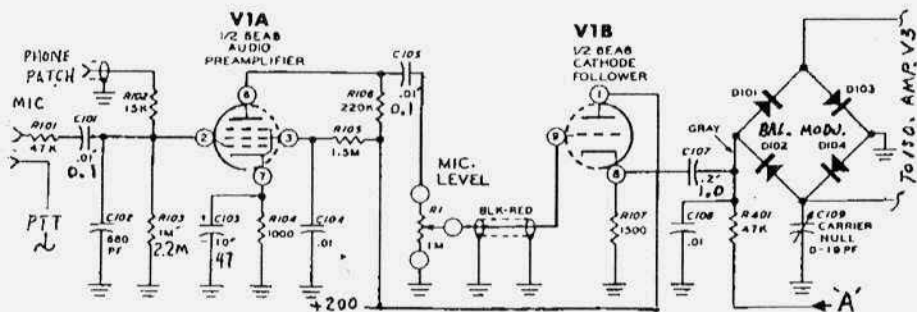 V1A
1/2 6EA8
AUDIO
PREAMPLIFIER
V1B
1/2 6EA8
CATHODE
FOLLOWER
PHONE
PATCH
MIC
PTT
R101
47K
C101
.01
0.1
R102
15K
C102
680
PF
R103
1M
2.2M
2
6
3
7
+
C103
10
47
R104
1000
R105
1.5M
C104
.01
R106
220K
C105
.01
0.1
MIC.
LEVEL
R1
1M
BLK-RED
+200
9
1
8
R107
1500
C107
.2
1.0
GRAY
C108
.01
R401
47K
D101
D103
BAL. MODU.
D102
D104
C109
CARRIER
NULL
0-19 PF
'A'
TO ISO. AMP. V3